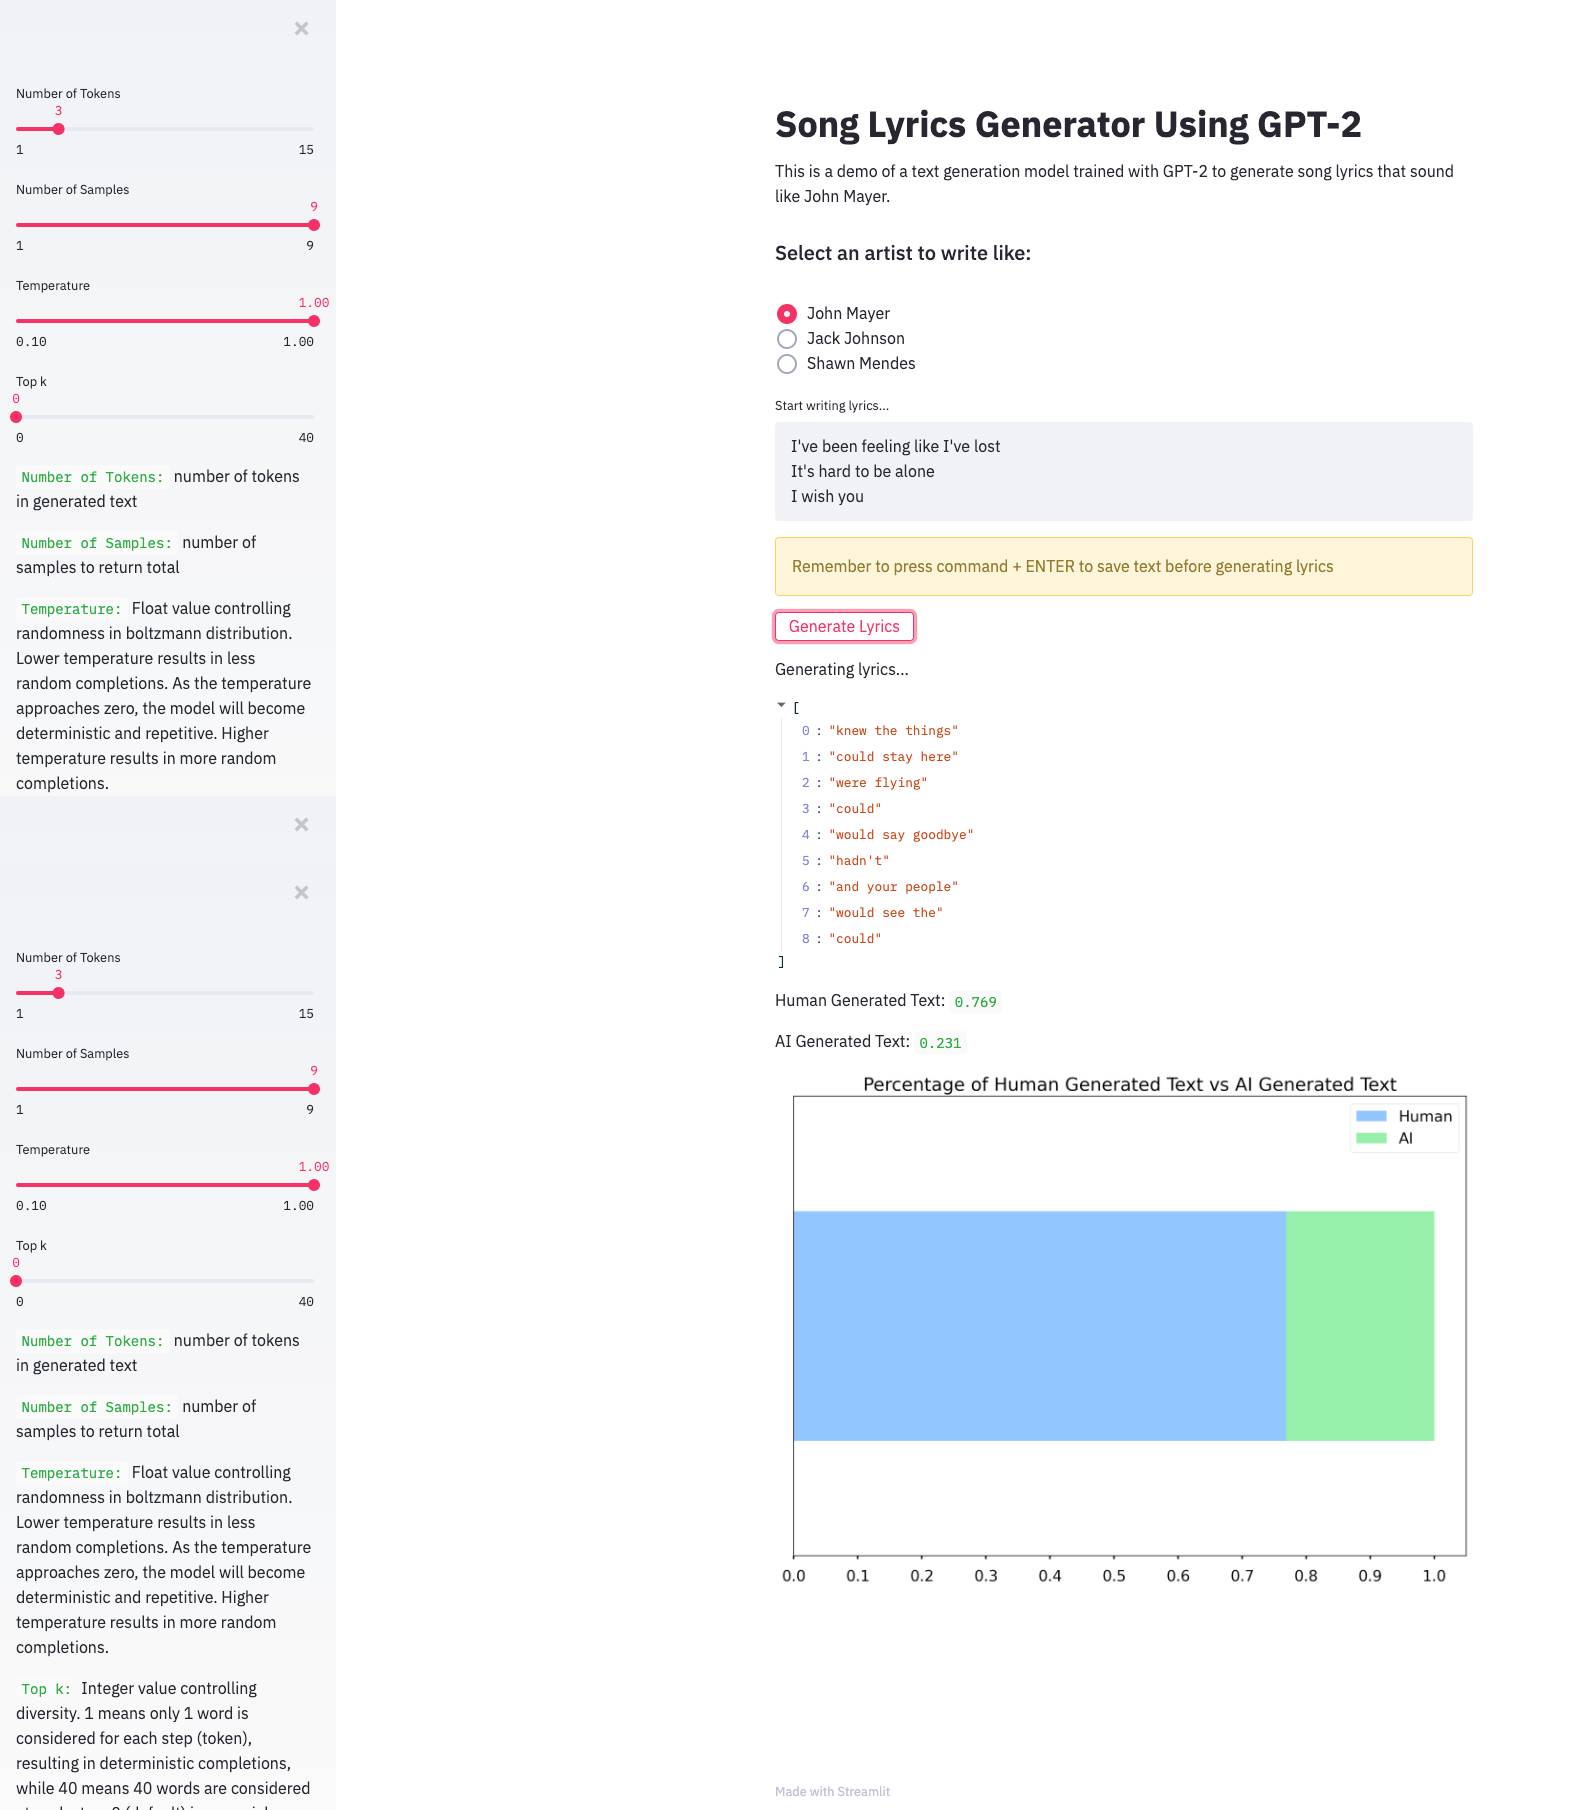 ×
Number of Tokens
3
1 15
Number of Samples
9
1 9
Temperature
1.00
0.10 1.00
Top k
0
0 40
Number of Tokens: number of tokens
in generated text
Number of Samples: number of
samples to return total
Temperature: Float value controlling
randomness in boltzmann distribution.
Lower temperature results in less
random completions. As the temperature
approaches zero, the model will become
deterministic and repetitive. Higher
temperature results in more random
completions.
×
×
Number of Tokens
3
1 15
Number of Samples
9
1 9
Temperature
1.00
0.10 1.00
Top k
0
0 40
Number of Tokens: number of tokens
in generated text
Number of Samples: number of
samples to return total
Temperature: Float value controlling
randomness in boltzmann distribution.
Lower temperature results in less
random completions. As the temperature
approaches zero, the model will become
deterministic and repetitive. Higher
temperature results in more random
completions.
Top k: Integer value controlling
diversity. 1 means only 1 word is
considered for each step (token),
resulting in deterministic completions,
while 40 means 40 words are considered
Song Lyrics Generator Using GPT-2
This is a demo of a text generation model trained with GPT-2 to generate song lyrics that sound
like John Mayer.
Select an artist to write like:
John Mayer
Jack Johnson
Shawn Mendes
Start writing lyrics...
I've been feeling like I've lost
It's hard to be alone
I wish you
Remember to press command + ENTER to save text before generating lyrics
Generate Lyrics
Generating lyrics...
[
0 : "knew the things"
1 : "could stay here"
2 : "were flying"
3 : "could"
4 : "would say goodbye"
5 : "hadn't"
6 : "and your people"
7 : "would see the"
8 : "could"
]
Human Generated Text: 0.769
AI Generated Text: 0.231
Percentage of Human Generated Text vs AI Generated Text
Human
AI
0.0 0.1 0.2 0.3 0.4 0.5 0.6 0.7 0.8 0.9 1.0
Made with Streamlit